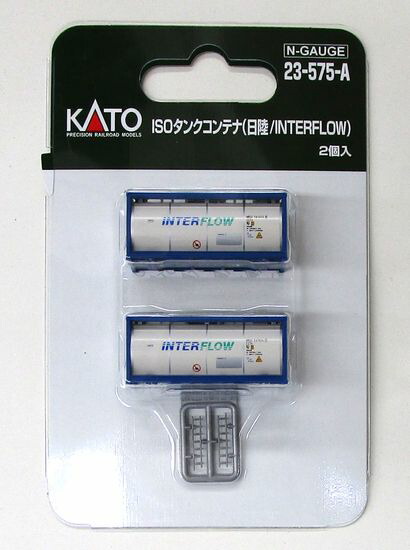 N-GAUGE
23-575-A
KATO
PRECISION RAILROAD MODELS
ISOタンクコンテナ(日陸/INTERFLOW)
2個入
INTERFLOW
INTERFLOW